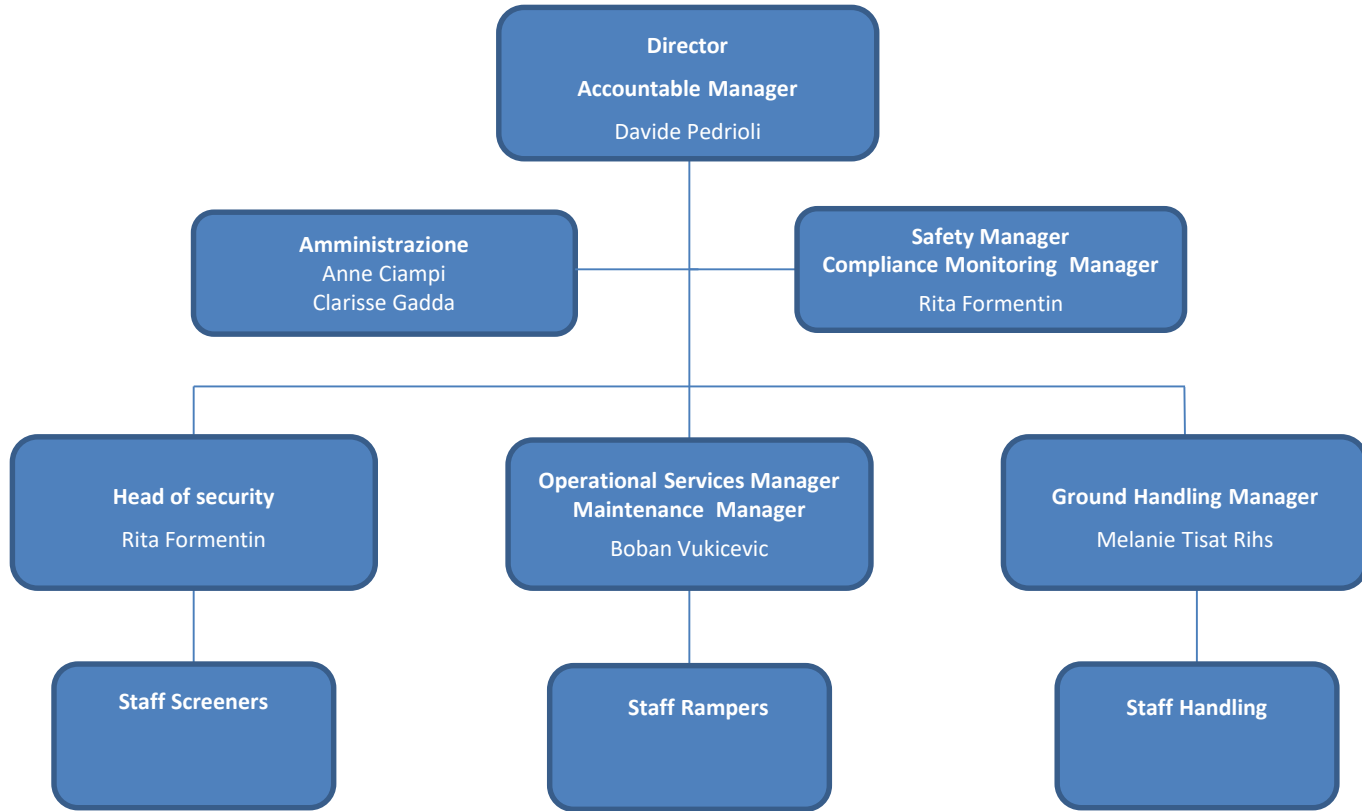 Director
Accountable Manager
Davide Pedrioli
Amministrazione
Anne Ciampi
Clarisse Gadda
Safety Manager
Compliance Monitoring Manager
Rita Formentin
Head of security
Rita Formentin
Operational Services Manager
Maintenance Manager
Boban Vukicevic
Ground Handling Manager
Melanie Tisat Rihs
Staff Screeners
Staff Rampers
Staff Handling